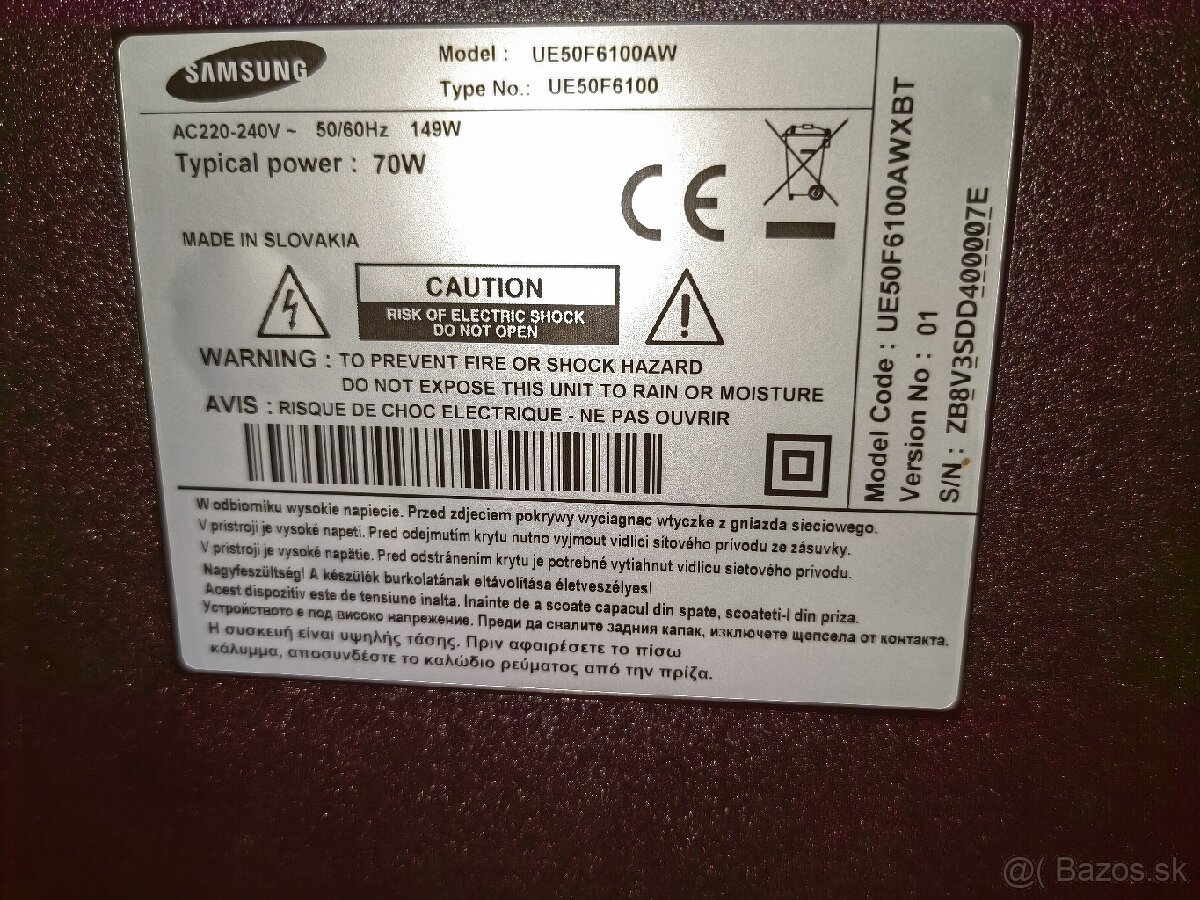 SAMSUNG
Model : UE50F6100AW
Type No.: UE50F6100
AC220-240V ~ 50/60Hz 149W
Typical power : 70W
MADE IN SLOVAKIA
CE
CAUTION
RISK OF ELECTRIC SHOCK
DO NOT OPEN
WARNING : TO PREVENT FIRE OR SHOCK HAZARD
DO NOT EXPOSE THIS UNIT TO RAIN OR MOISTURE
AVIS : RISQUE DE CHOC ELECTRIQUE - NE PAS OUVRIR
Model Code : UE50F6100AWXBT
Version No : 01
S/N : ZB8V3SDD400007E
W odbiorniku wysokie napiecie. Przed zdjeciem pokrywy wyciagnac wtyczke z gniazda sieciowego.
V pristroji je vysoké napeti. Pred odejmutim krytu nutno vyjmout vidlici sítového prívodu ze zásuvky.
V prístroji je vysoké napätie. Pred odstránením krytu je potrebné vytiahnut vidlicu sietového prívodu.
Nagyfeszültség! A készülék burkolatának eltávolítása életveszélyes!
Acest dispozitiv este de tensiune inalta. Inainte de a scoate capacul din spate, scoateti-l din priza.
Устройството е под високо напрежение. Преди да свалите задния капак, изключете щепсела от контакта.
Η συσκευή είναι υψηλής τάσης. Πριν αφαιρέσετε το πίσω
κάλυμμα, αποσυνδέστε το καλώδιο ρεύματος από την πρίζα.
@( Bazos.sk